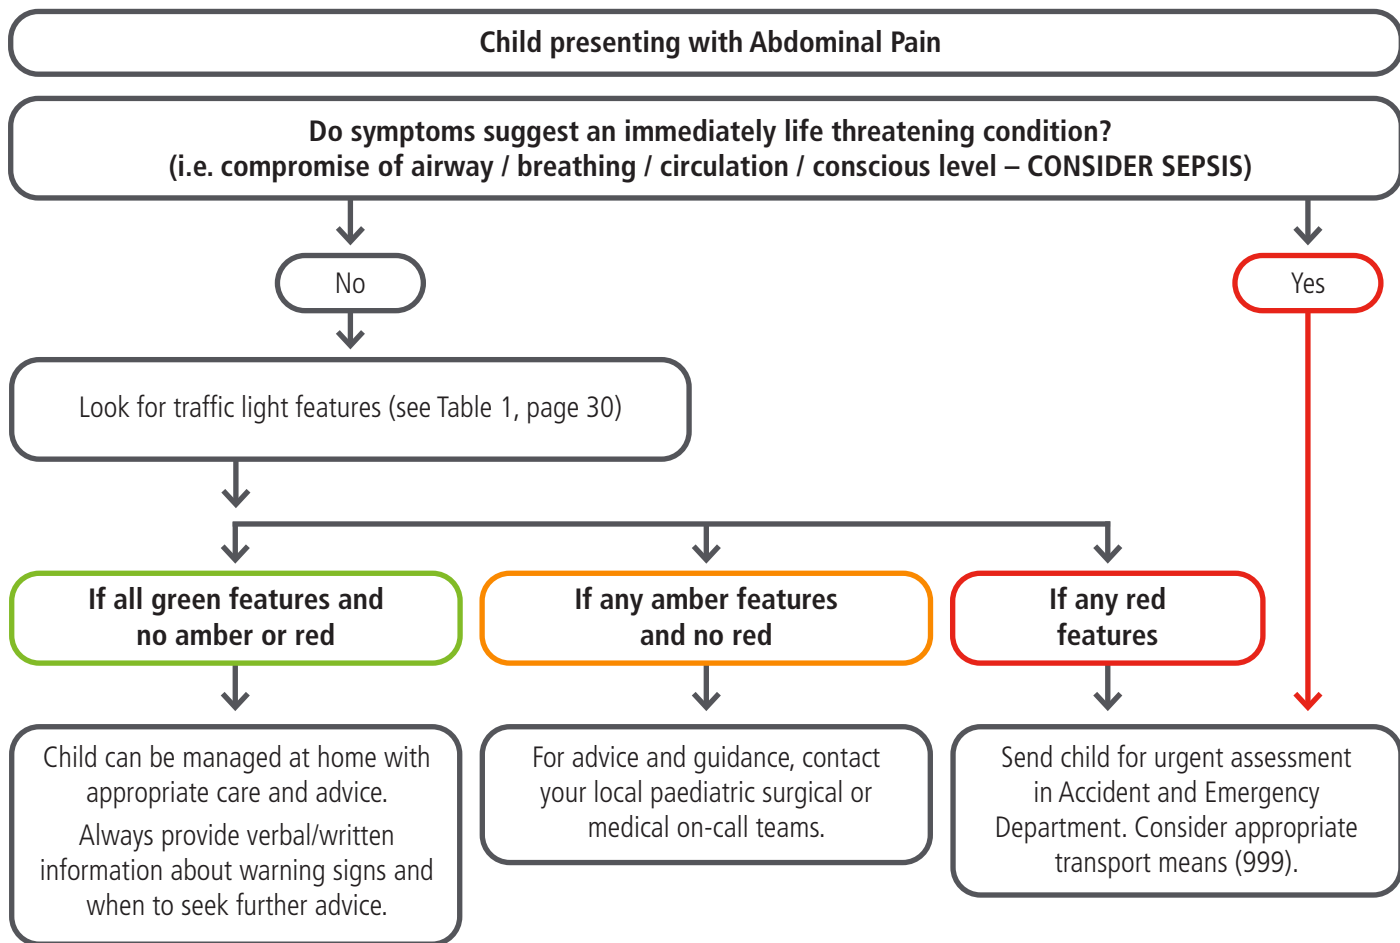 Child presenting with Abdominal Pain
Do symptoms suggest an immediately life threatening condition?
(i.e. compromise of airway / breathing / circulation / conscious level – CONSIDER SEPSIS)
No
Yes
Look for traffic light features (see Table 1, page 30)
If all green features and
no amber or red
If any amber features
and no red
If any red
features
Child can be managed at home with
appropriate care and advice.
Always provide verbal/written
information about warning signs and
when to seek further advice.
For advice and guidance, contact
your local paediatric surgical or
medical on-call teams.
Send child for urgent assessment
in Accident and Emergency
Department. Consider appropriate
transport means (999).